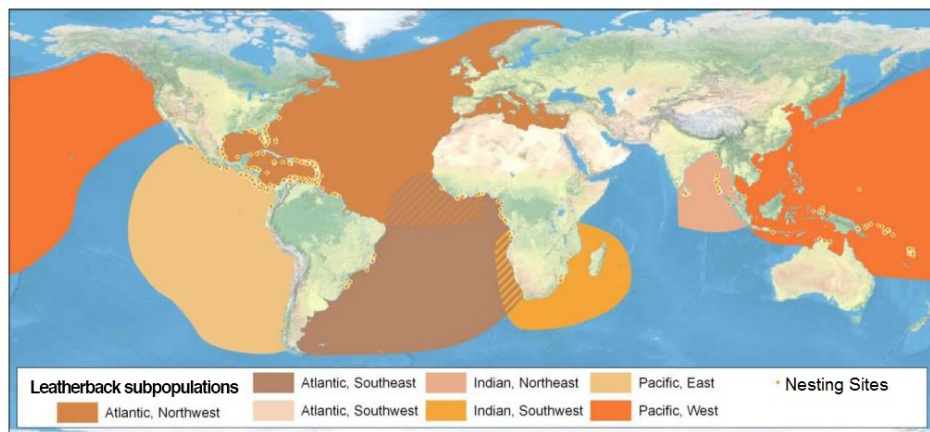 Leatherback subpopulations
Atlantic, Northwest
Atlantic, Southeast
Atlantic, Southwest
Indian, Northeast
Indian, Southwest
Pacific, East
Pacific, West
Nesting Sites